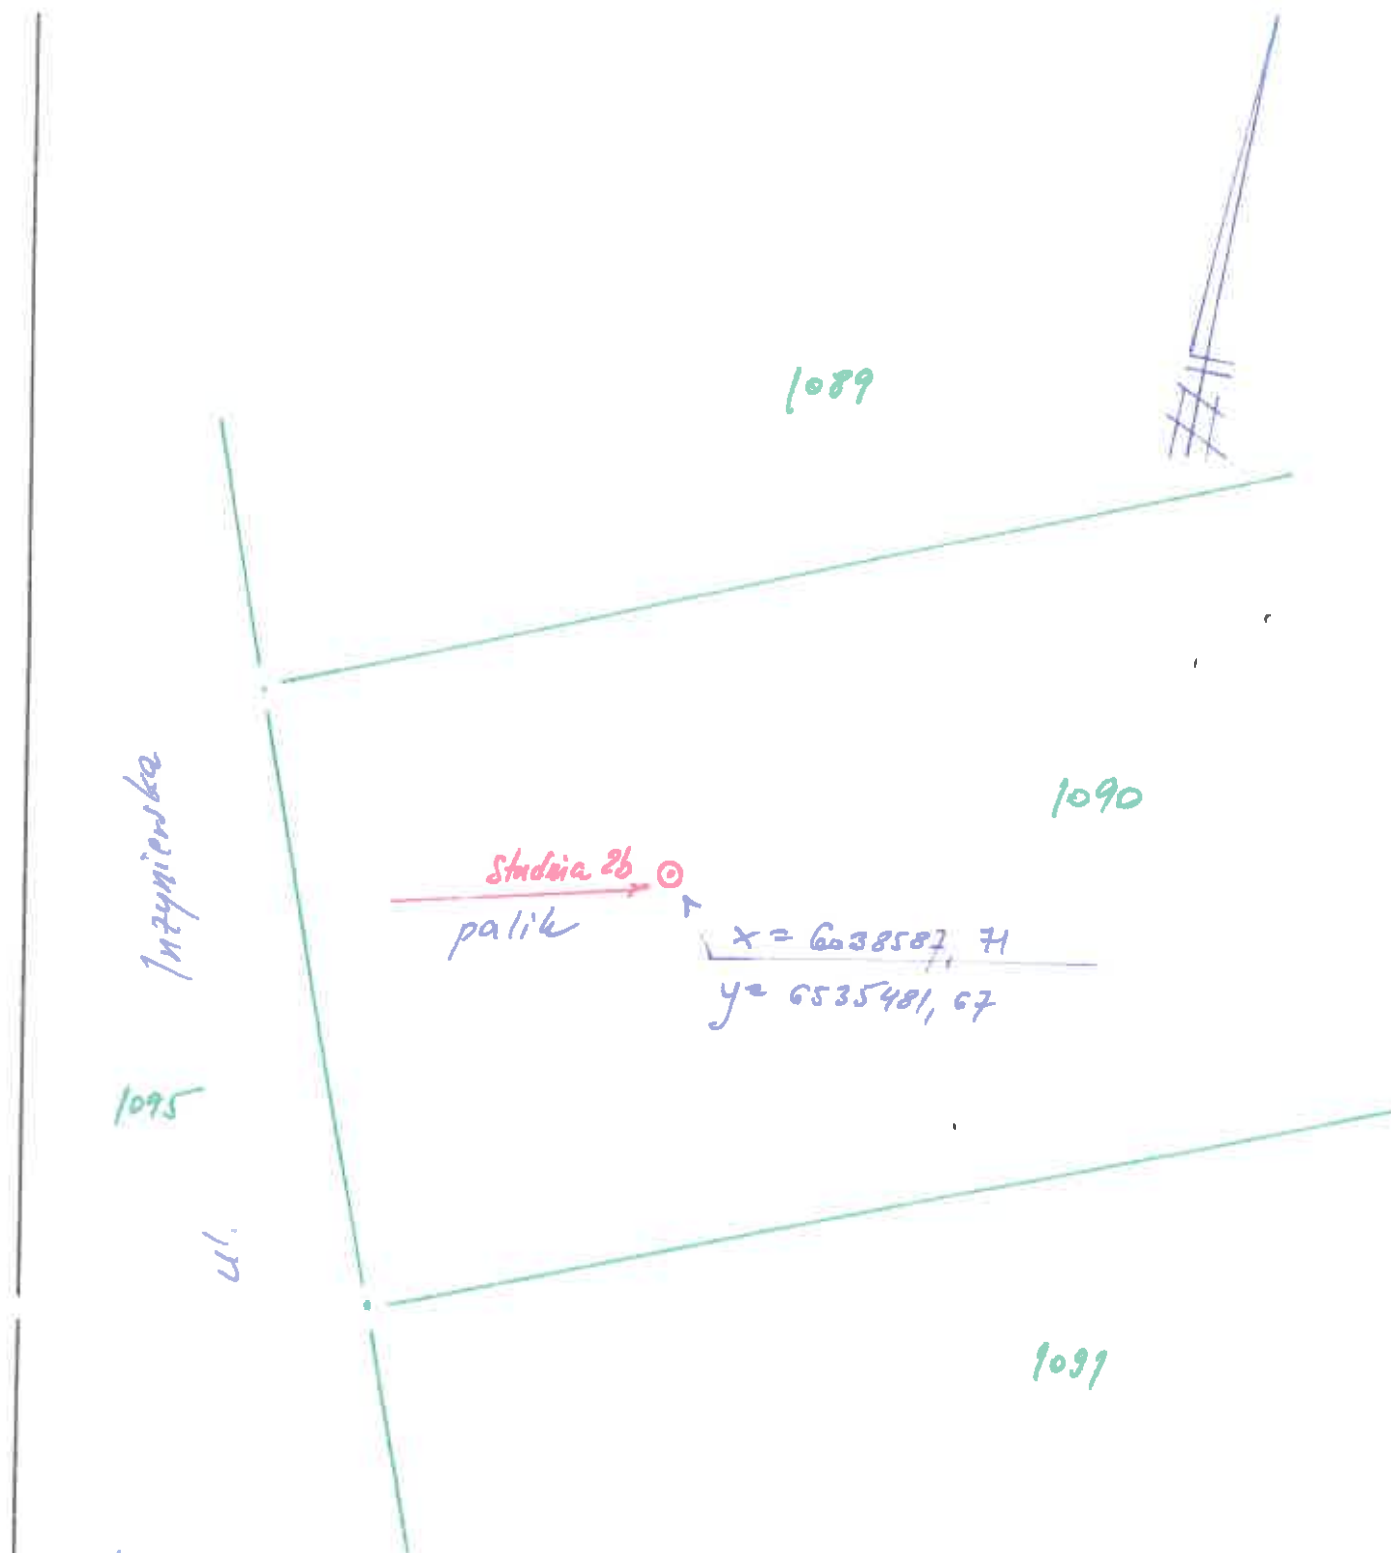 1089
1090
Studnia 2b
palik
x = 6038587,71
y = 6535481,67
Inżynierska
1095
ul.
1091